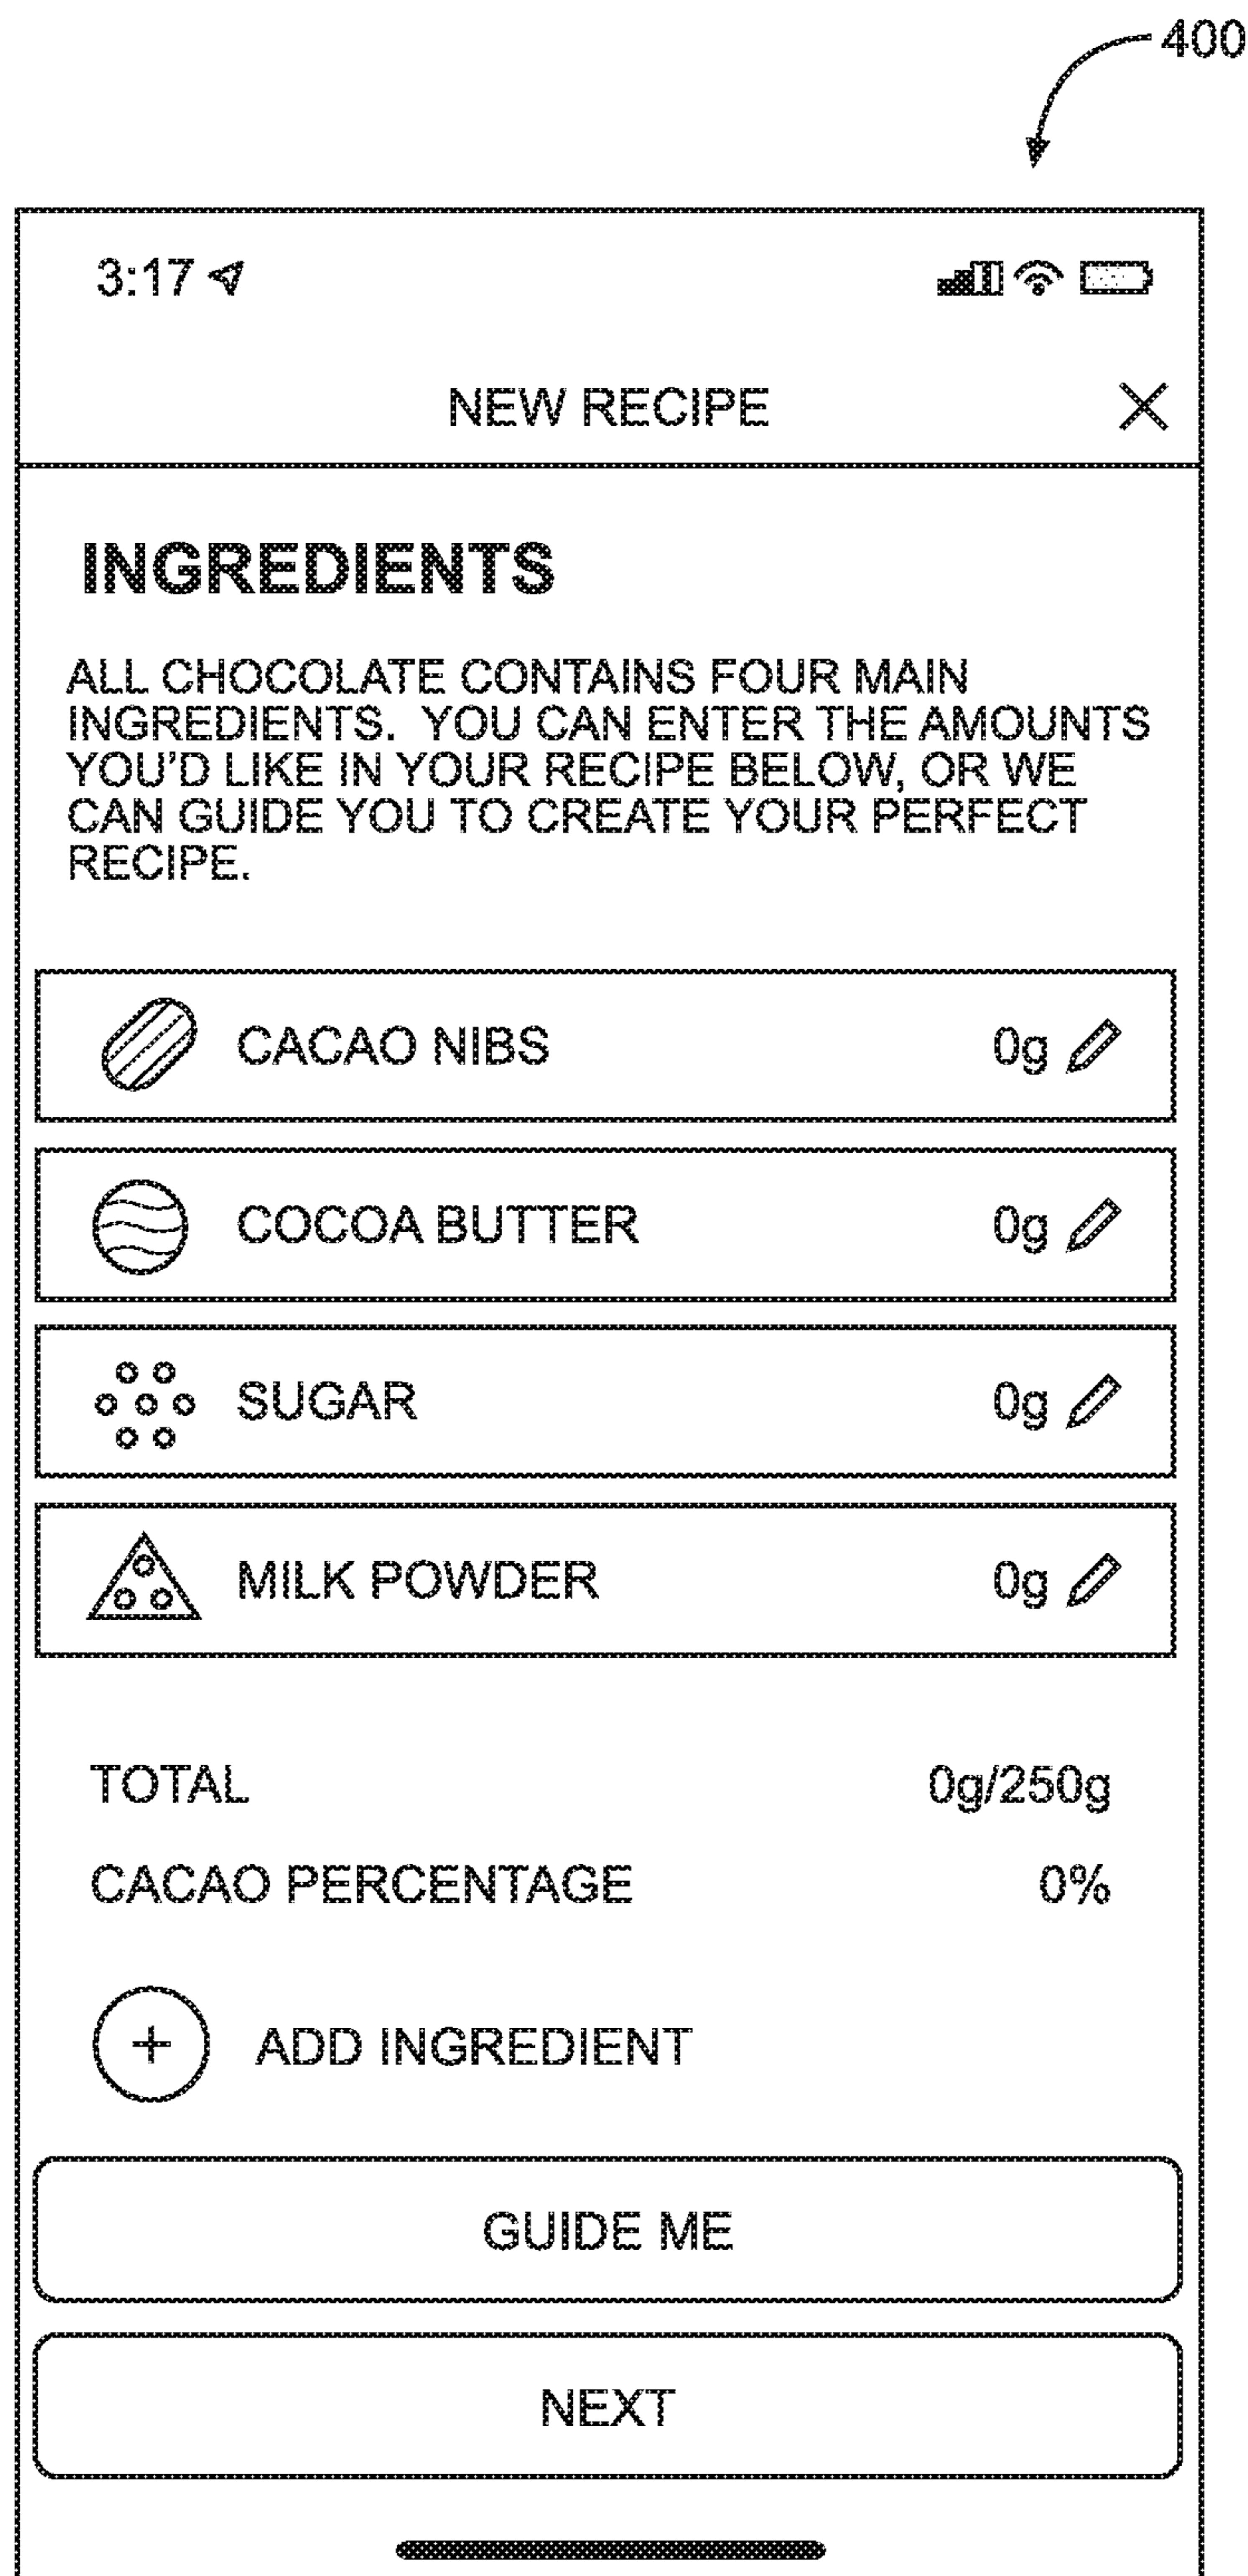 400
3:17
NEW RECIPE
INGREDIENTS
ALL CHOCOLATE CONTAINS FOUR MAIN
INGREDIENTS. YOU CAN ENTER THE AMOUNTS
YOU'D LIKE IN YOUR RECIPE BELOW, OR WE
CAN GUIDE YOU TO CREATE YOUR PERFECT
RECIPE.
CACAO NIBS 0g
COCOA BUTTER 0g
SUGAR 0g
MILK POWDER 0g
TOTAL 0g/250g
CACAO PERCENTAGE 0%
+ ADD INGREDIENT
GUIDE ME
NEXT